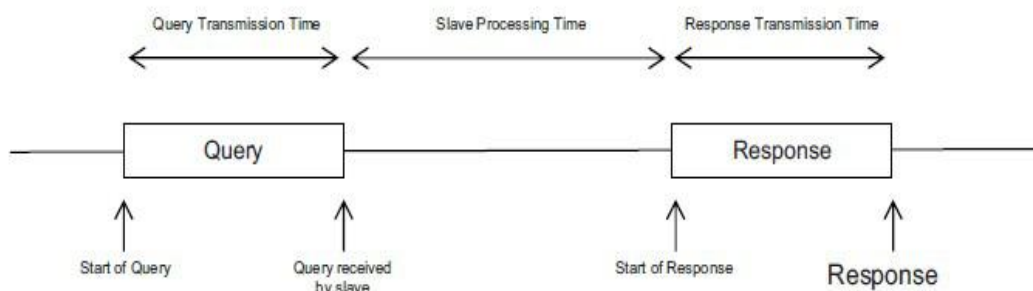 Query Transmission Time
Slave Processing Time
Response Transmission Time
Query
Response
Start of Query
Query received
by slave
Start of Response
Response